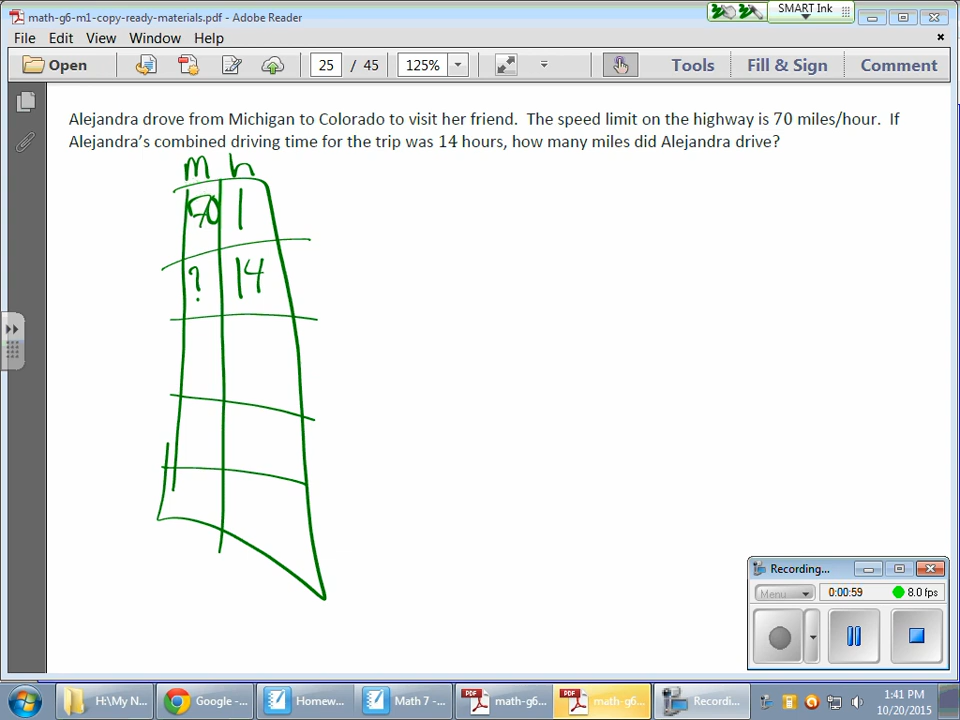 math-g6-m1-copy-ready-materials.pdf - Adobe Reader
SMART Ink
File Edit View Window Help
Open 25 / 45 125% Tools Fill & Sign Comment
Alejandra drove from Michigan to Colorado to visit her friend. The speed limit on the highway is 70 miles/hour. If
Alejandra's combined driving time for the trip was 14 hours, how many miles did Alejandra drive?
m h
70 1
? 14
Recording...
Menu 0:00:59 8.0 fps
H:\My N... Google -... Homew... Math 7 -... math-g6... math-g6... Recordi... 1:41 PM
10/20/2015